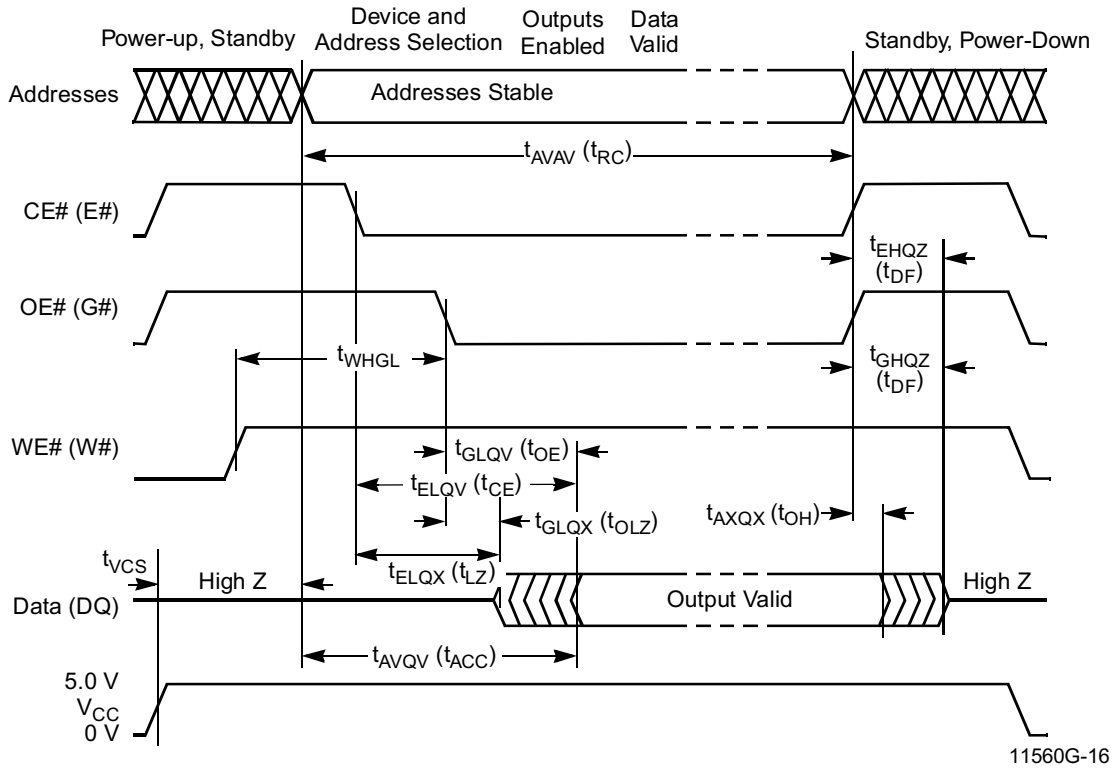 Power-up, Standby
Device and
Address Selection
Outputs
Enabled
Data
Valid
Standby, Power-Down
Addresses
Addresses Stable
tAVAV (tRC)
CE# (E#)
tEHQZ
(tDF)
OE# (G#)
tWHGL
tGHQZ
(tDF)
WE# (W#)
tGLQV (tOE)
tELQV (tCE)
tGLQX (tOLZ)
tAXQX (tOH)
tVCS
tELQX (tLZ)
High Z
High Z
Data (DQ)
Output Valid
tAVQV (tACC)
5.0 V
VCC
0 V
11560G-16